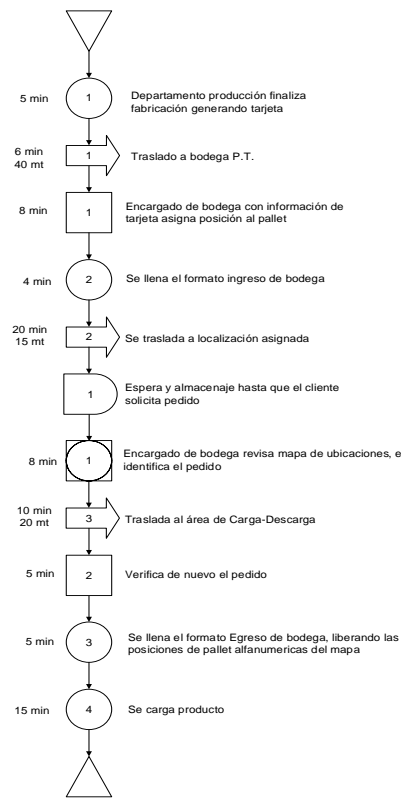 5 min
1
Departamento producción finaliza
fabricación generando tarjeta
6 min
40 mt
1
Traslado a bodega P.T.
8 min
1
Encargado de bodega con información de
tarjeta asigna posición al pallet
4 min
2
Se llena el formato ingreso de bodega
20 min
15 mt
2
Se traslada a localización asignada
1
Espera y almacenaje hasta que el cliente
solicita pedido
8 min
1
Encargado de bodega revisa mapa de ubicaciones, e
identifica el pedido
10 min
20 mt
3
Traslada al área de Carga-Descarga
5 min
2
Verifica de nuevo el pedido
5 min
3
Se llena el formato Egreso de bodega, liberando las
posiciones de pallet alfanumericas del mapa
15 min
4
Se carga producto